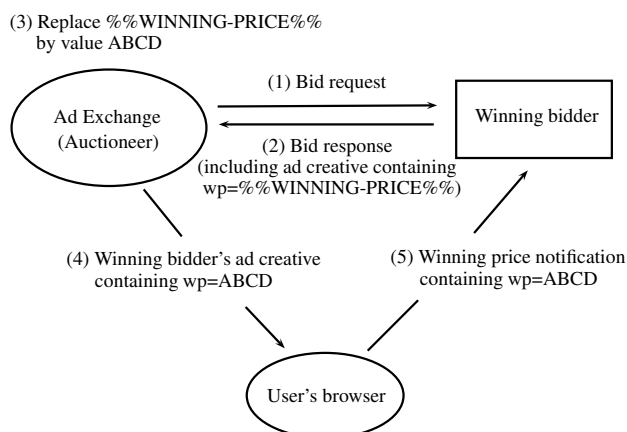 (3) Replace %%WINNING-PRICE%%
by value ABCD
(1) Bid request
Ad Exchange
(Auctioneer)
Winning bidder
(2) Bid response
(including ad creative containing
wp=%%WINNING-PRICE%%)
(4) Winning bidder's ad creative
containing wp=ABCD
(5) Winning price notification
containing wp=ABCD
User's browser